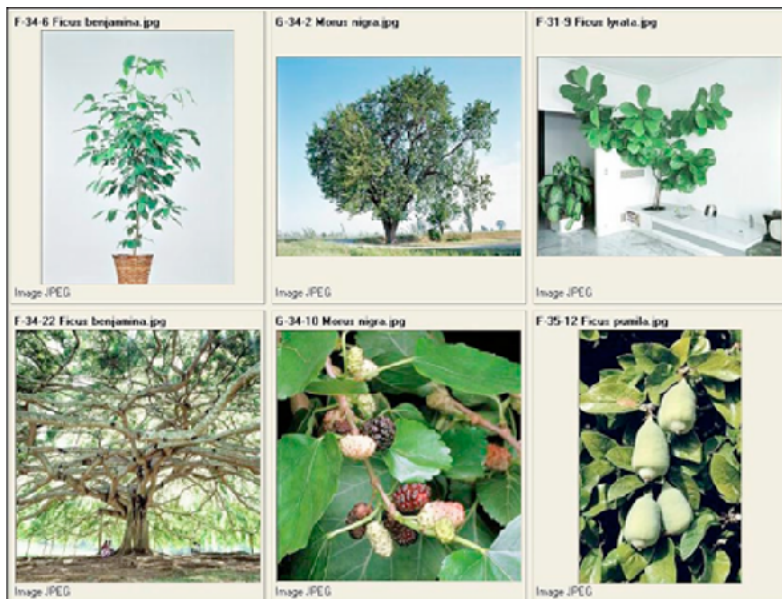 F-34-6 Ficus benjamina.jpg
G-34-2 Morus nigra.jpg
F-31-9 Ficus lyrata.jpg
Image JPEG
Image JPEG
Image JPEG
F-34-22 Ficus benjamina.jpg
G-34-10 Morus nigra.jpg
F-35-12 Ficus pumila.jpg
Image JPEG
Image JPEG
Image JPEG